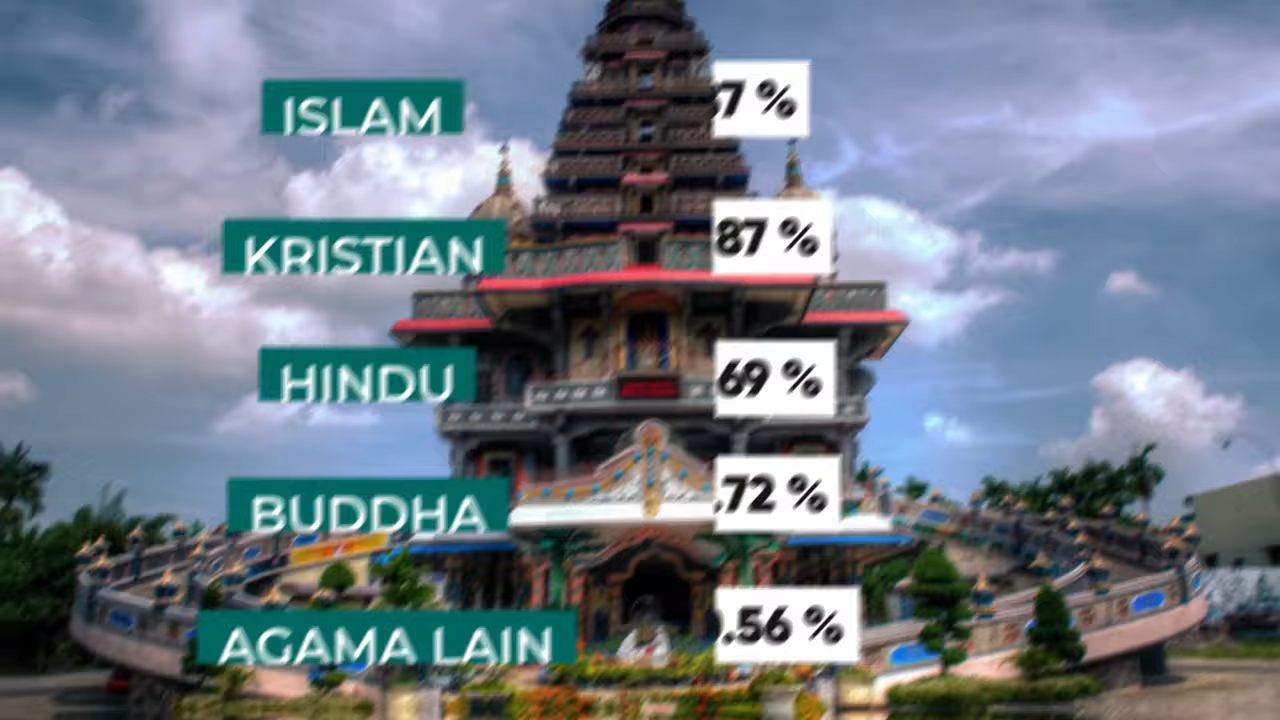 ISLAM 7 %
KRISTIAN 87 %
HINDU 69 %
BUDDHA .72 %
AGAMA LAIN .56 %